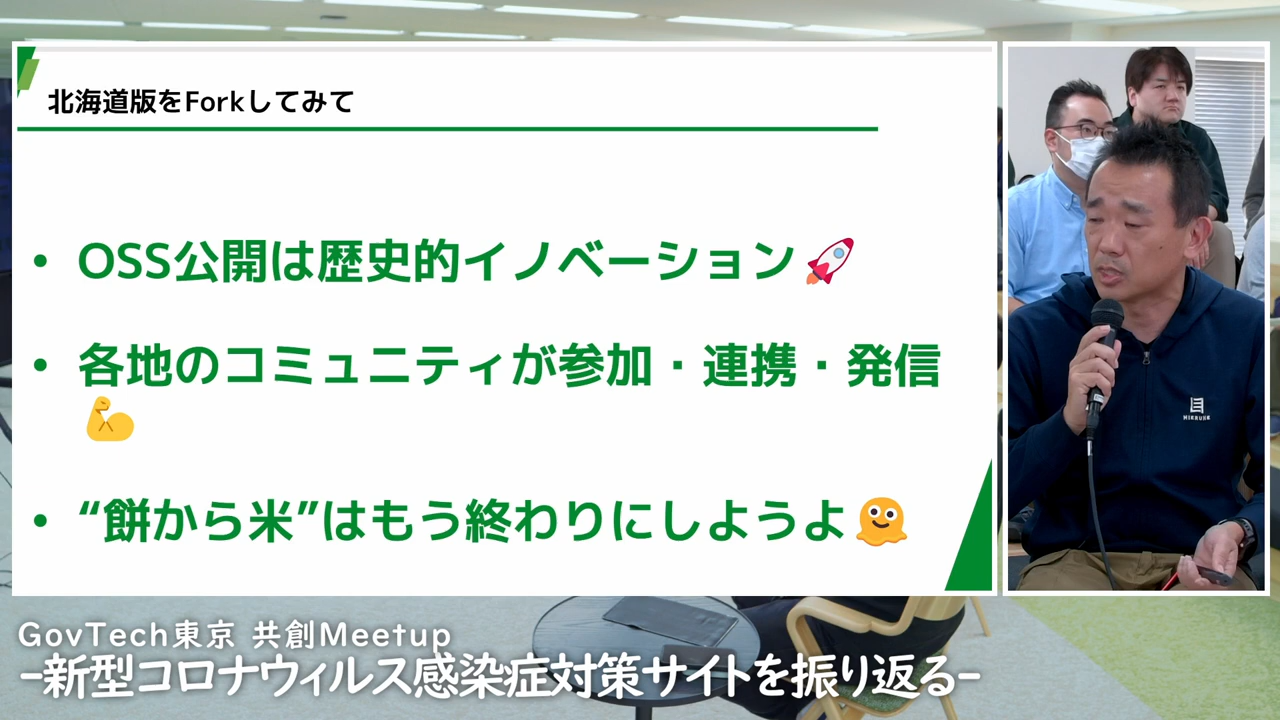 北海道版をForkしてみて
• OSS公開は歴史的イノベーション🚀
• 各地のコミュニティが参加・連携・発信
💪
• “餅から米”はもう終わりにしようよ🫠
HIERUUK
GovTech東京 共創Meetup
-新型コロナウィルス感染症対策サイトを振り返る-